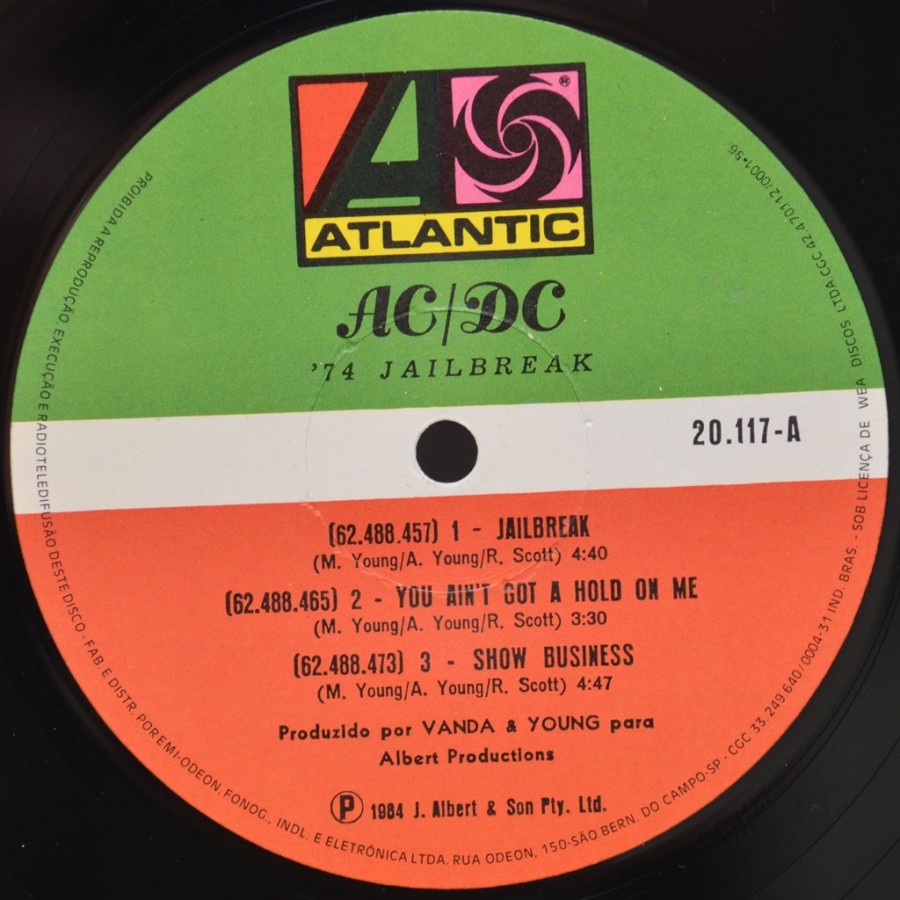 ATLANTIC
®
AC/DC
'74 JAILBREAK
20.117-A
(62.488.457) 1 - JAILBREAK
(M. Young/A. Young/R. Scott) 4:40
(62.488.465) 2 - YOU AIN'T GOT A HOLD ON ME
(M. Young/A. Young/R. Scott) 3:30
(62.488.473) 3 - SHOW BUSINESS
(M. Young/A. Young/R. Scott) 4:47
Produzido por VANDA & YOUNG para
Albert Productions
Ⓟ 1984 J. Albert & Son Pty. Ltd.
PROIBIDA A REPRODUÇÃO, EXECUÇÃO E RADIOTELEDIFUSÃO DESTE DISCO - FAB. E DISTR. POR EMI-ODEON, FONOG., INDL. E ELETRÔNICA LTDA. RUA ODEON, 150-SÃO BERN. DO CAMPO-SP - CGC 33.249.640/0004-31 IND. BRAS. - SOB LICENÇA DE WEA DISCOS LTDA. CGC 42.470.112/0001-56.